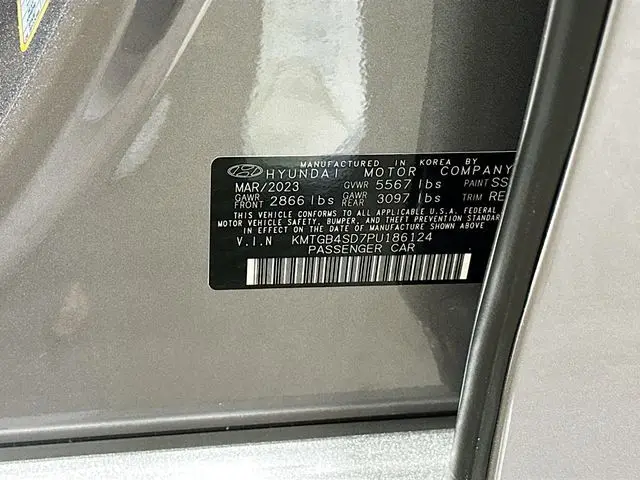 MANUFACTURED IN KOREA BY
HYUNDAI MOTOR COMPANY
MAR/2023 GVWR 5567 lbs PAINT SS
GAWR FRONT 2866 lbs GAWR REAR 3097 lbs TRIM RE
THIS VEHICLE CONFORMS TO ALL APPLICABLE U.S.A. FEDERAL
MOTOR VEHICLE SAFETY, BUMPER, AND THEFT PREVENTION STANDARDS
IN EFFECT ON THE DATE OF MANUFACTURE SHOWN ABOVE
V.I.N KMTGB4SD7PU186124
PASSENGER CAR